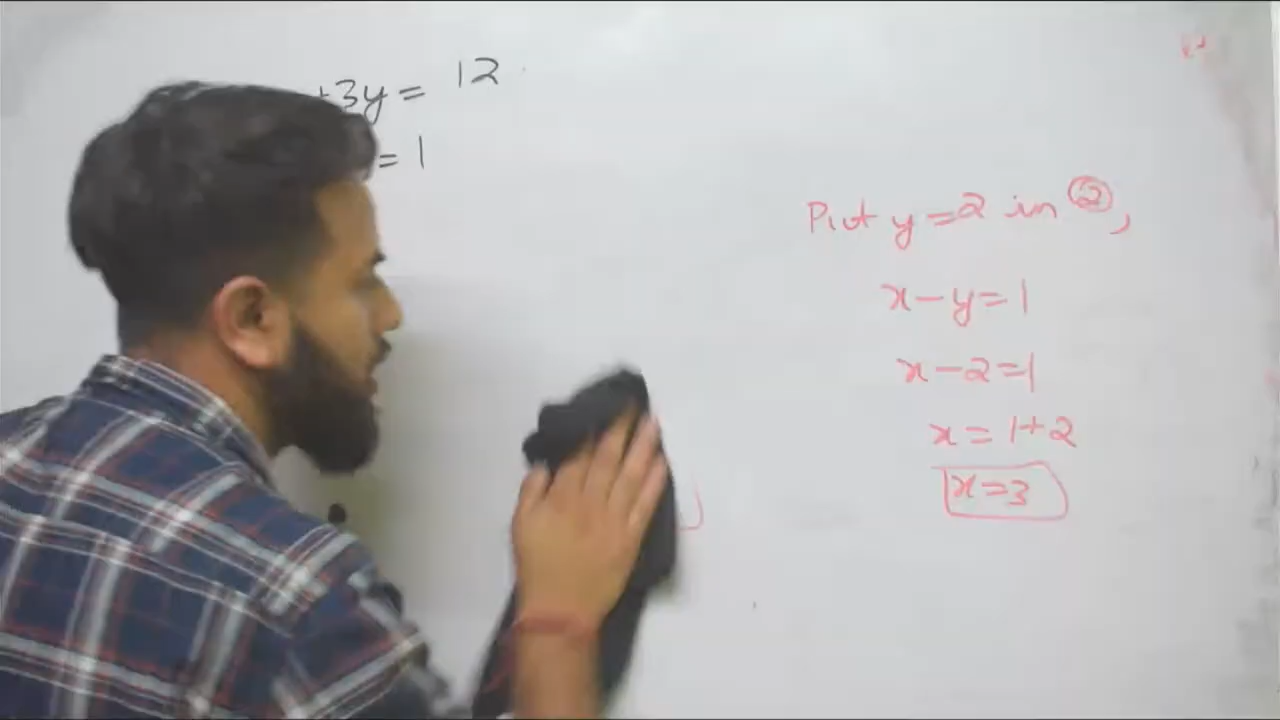 +3y = 12
= 1
Put y = 2 in ②,
x - y = 1
x - 2 = 1
x = 1 + 2
x = 3